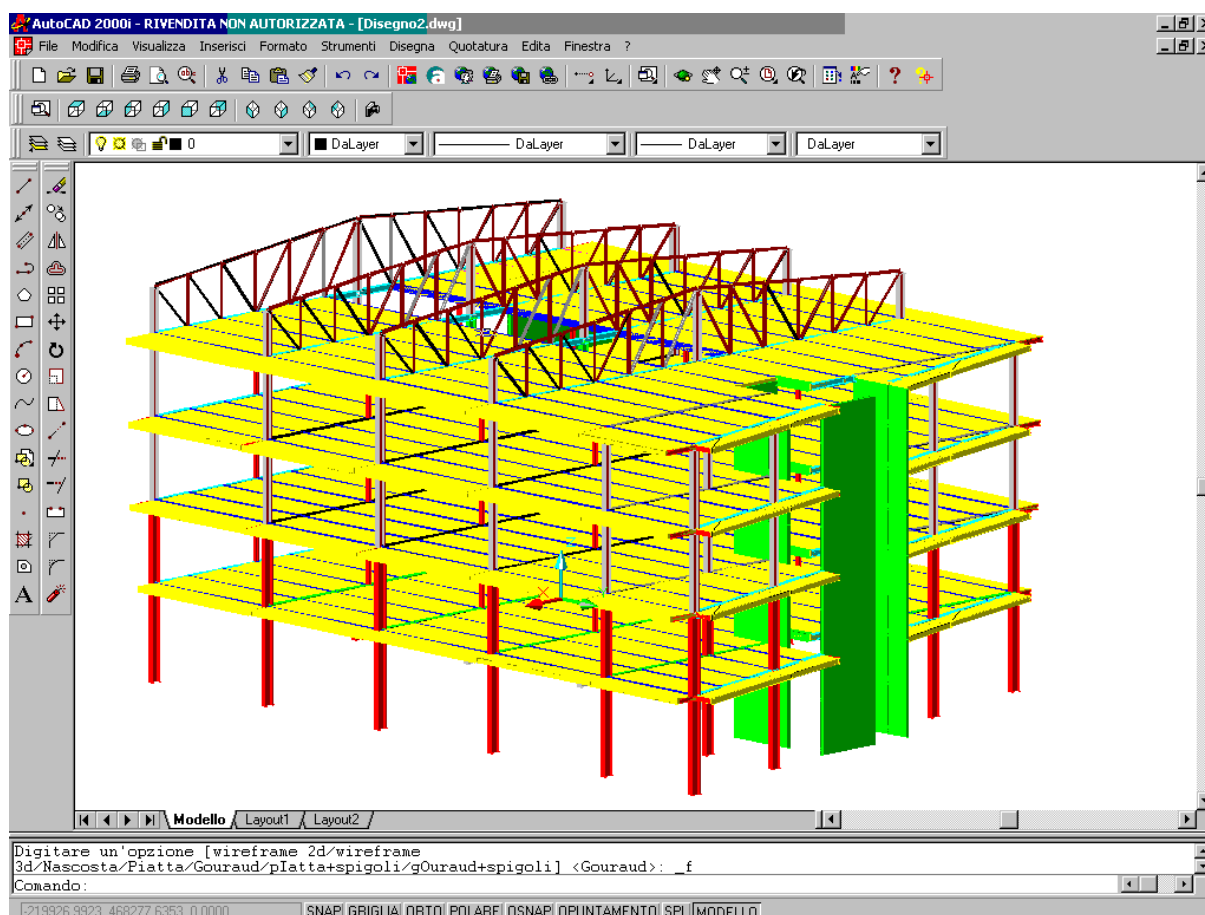 AutoCAD 2000i - RIVENDITA NON AUTORIZZATA - [Disegno2.dwg]
File Modifica Visualizza Inserisci Formato Strumenti Disegna Quotatura Edita Finestra ?
0 DaLayer DaLayer DaLayer DaLayer
A
Modello Layout1 Layout2
Digitare un'opzione [wireframe 2d/wireframe
3d/Nascosta/Piatta/Gouraud/pIatta+spigoli/gOuraud+spigoli] <Gouraud>: _f
Comando:
-219926.9923, 468277.6353, 0.0000 SNAP GRIGLIA ORTO POLARE OSNAP OPUNTAMENTO SPL MODELLO